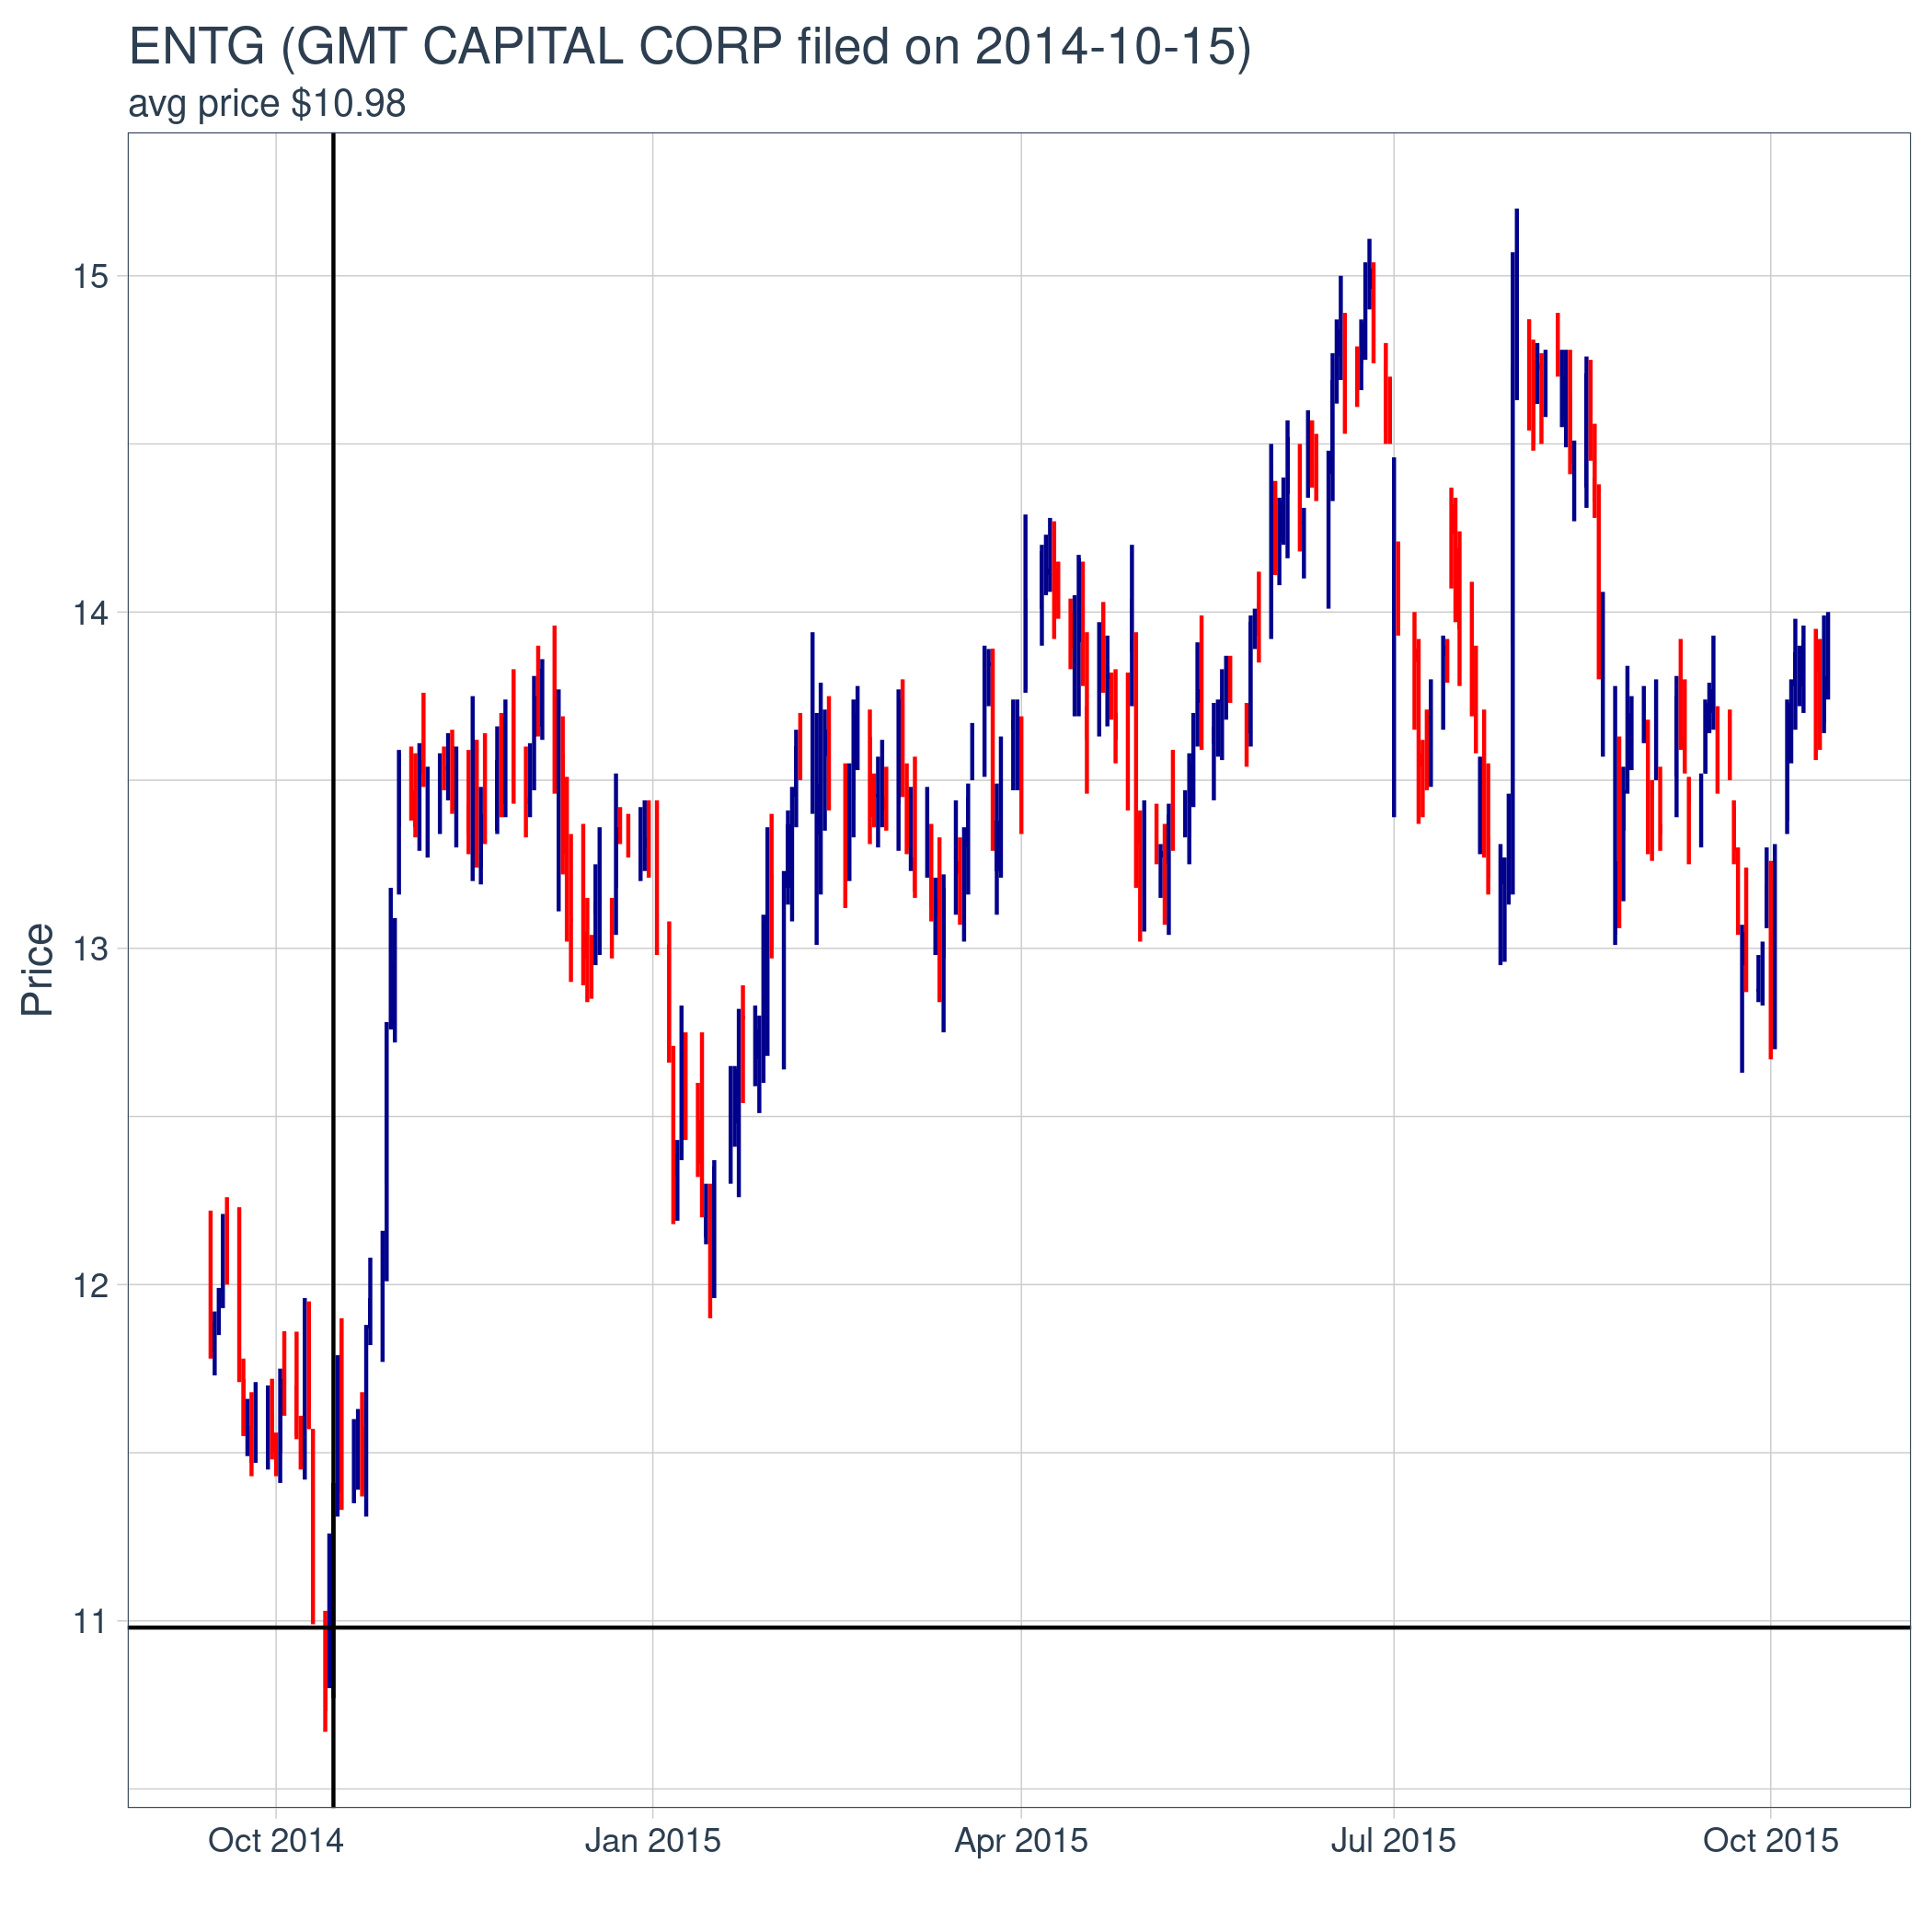 ENTG (GMT CAPITAL CORP filed on 2014-10-15)
avg price $10.98
Price
15
14
13
12
11
Oct 2014
Jan 2015
Apr 2015
Jul 2015
Oct 2015